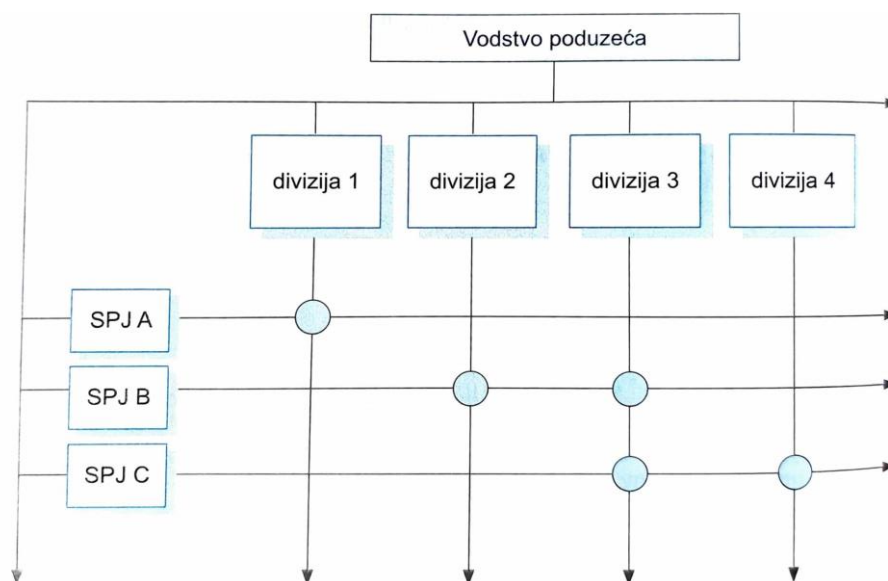 Vodstvo poduzeća
divizija 1
divizija 2
divizija 3
divizija 4
SPJ A
SPJ B
SPJ C